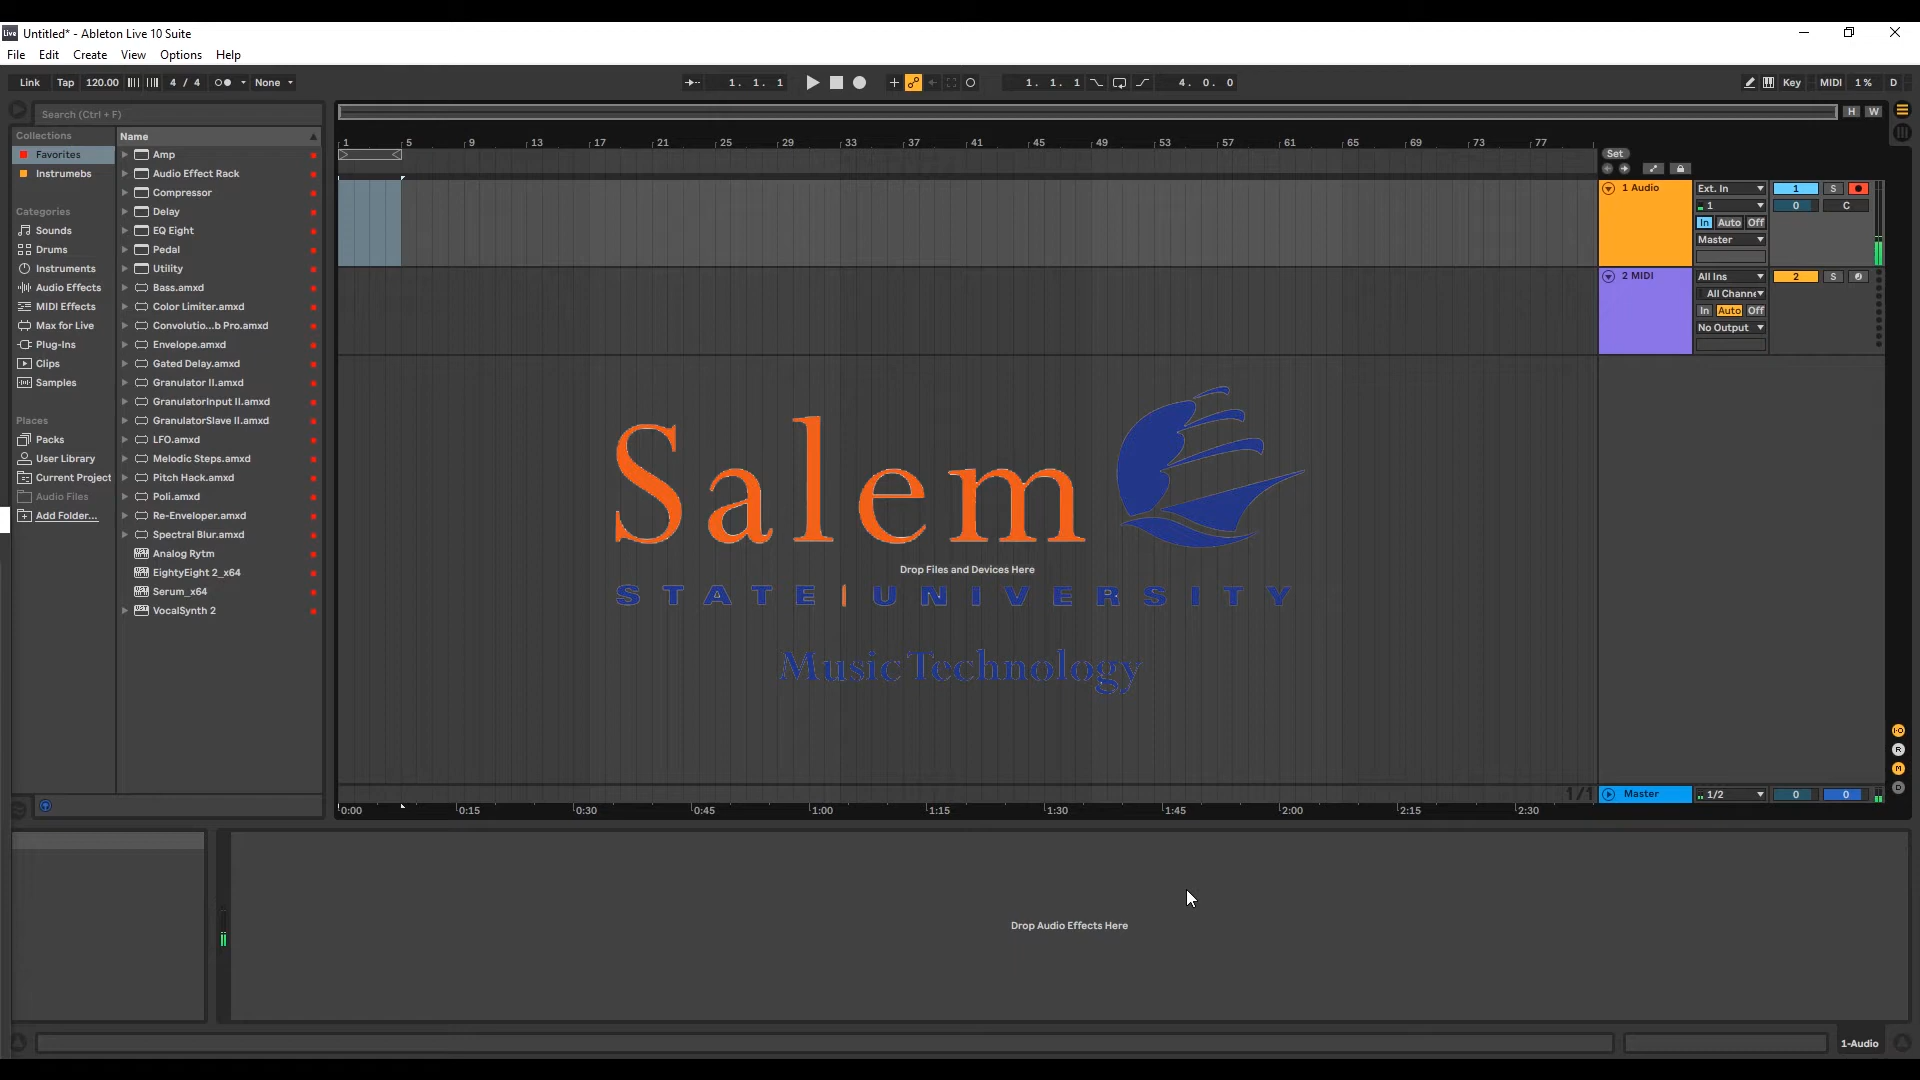 Live Untitled* - Ableton Live 10 Suite
File Edit Create View Options Help
Link Tap 120.00 4 / 4 None 1. 1. 1 1. 1. 1 4. 0. 0 Key MIDI 1% D
Search (Ctrl + F)
H W
Collections
Favorites
Instrumebs
Categories
Sounds
Drums
Instruments
Audio Effects
MIDI Effects
Max for Live
Plug-Ins
Clips
Samples
Places
Packs
User Library
Current Project
Audio Files
Add Folder...
Name
Amp
Audio Effect Rack
Compressor
Delay
EQ Eight
Pedal
Utility
Bass.amxd
Color Limiter.amxd
Convolutio...b Pro.amxd
Envelope.amxd
Gated Delay.amxd
Granulator II.amxd
GranulatorInput II.amxd
GranulatorSlave II.amxd
LFO.amxd
Melodic Steps.amxd
Pitch Hack.amxd
Poli.amxd
Re-Enveloper.amxd
Spectral Blur.amxd
Analog Rytm
EightyEight 2_x64
Serum_x64
VocalSynth 2
1 5 9 13 17 21 25 29 33 37 41 45 49 53 57 61 65 69 73 77
Set
1 Audio Ext. In 1 S
1 0 C
In Auto Off
Master
2 MIDI All Ins 2 S
All Channe
In Auto Off
No Output
Salem
Drop Files and Devices Here
STATE | UNIVERSITY
Music Technology
1/1 Master 1/2 0 0
0:00 0:15 0:30 0:45 1:00 1:15 1:30 1:45 2:00 2:15 2:30
I·O
R
M
D
Drop Audio Effects Here
1-Audio